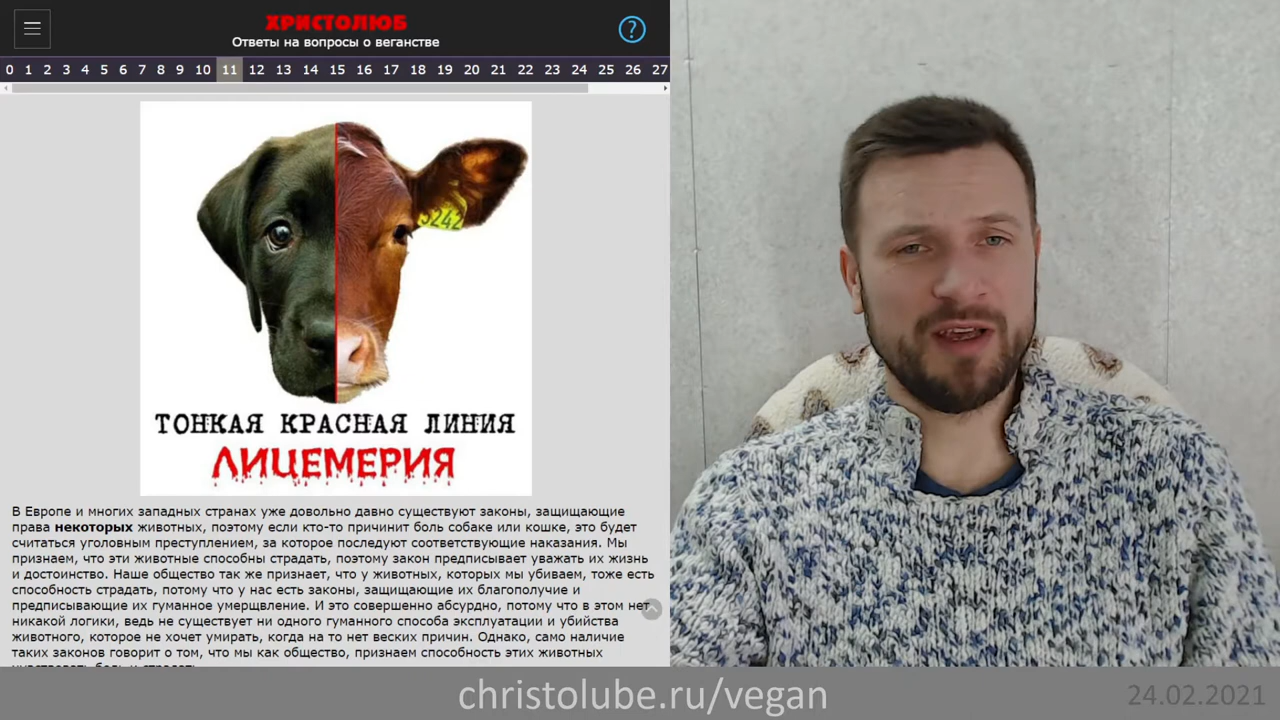 ХРИСТОЛЮБ
Ответы на вопросы о веганстве
?
0 1 2 3 4 5 6 7 8 9 10 11 12 13 14 15 16 17 18 19 20 21 22 23 24 25 26 27
5242
ТОНКАЯ КРАСНАЯ ЛИНИЯ
ЛИЦЕМЕРИЯ
В Европе и многих западных странах уже довольно давно существуют законы, защищающие
права некоторых животных, поэтому если кто-то причинит боль собаке или кошке, это будет
считаться уголовным преступлением, за которое последуют соответствующие наказания. Мы
признаем, что эти животные способны страдать, поэтому закон предписывает уважать их жизнь
и достоинство. Наше общество так же признает, что у животных, которых мы убиваем, тоже есть
способность страдать, потому что у нас есть законы, защищающие их благополучие и
предписывающие их гуманное умерщвление. И это совершенно абсурдно, потому что в этом нет
никакой логики, ведь не существует ни одного гуманного способа эксплуатации и убийства
животного, которое не хочет умирать, когда на то нет веских причин. Однако, само наличие
таких законов говорит о том, что мы как общество, признаем способность этих животных
christolube.ru/vegan
24.02.2021